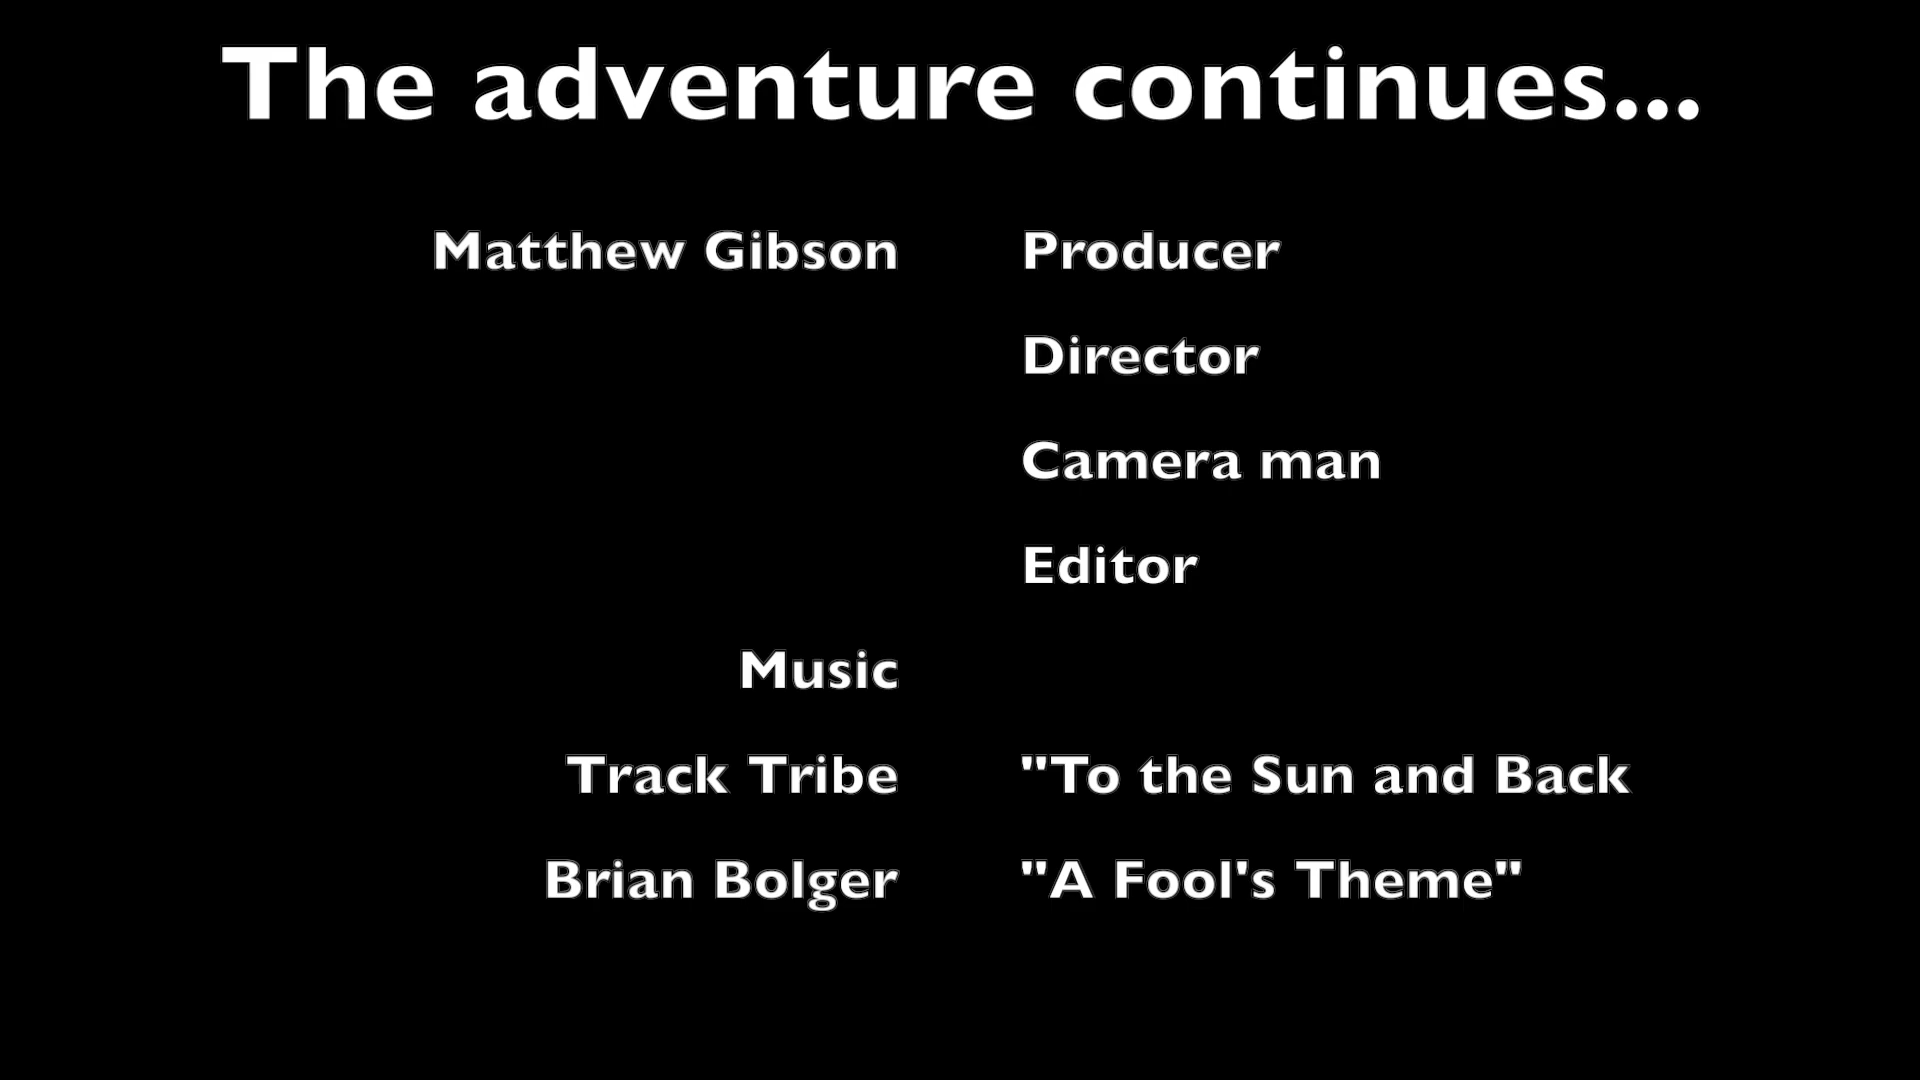 The adventure continues...
Matthew Gibson Producer
Director
Camera man
Editor
Music
Track Tribe "To the Sun and Back
Brian Bolger "A Fool's Theme"